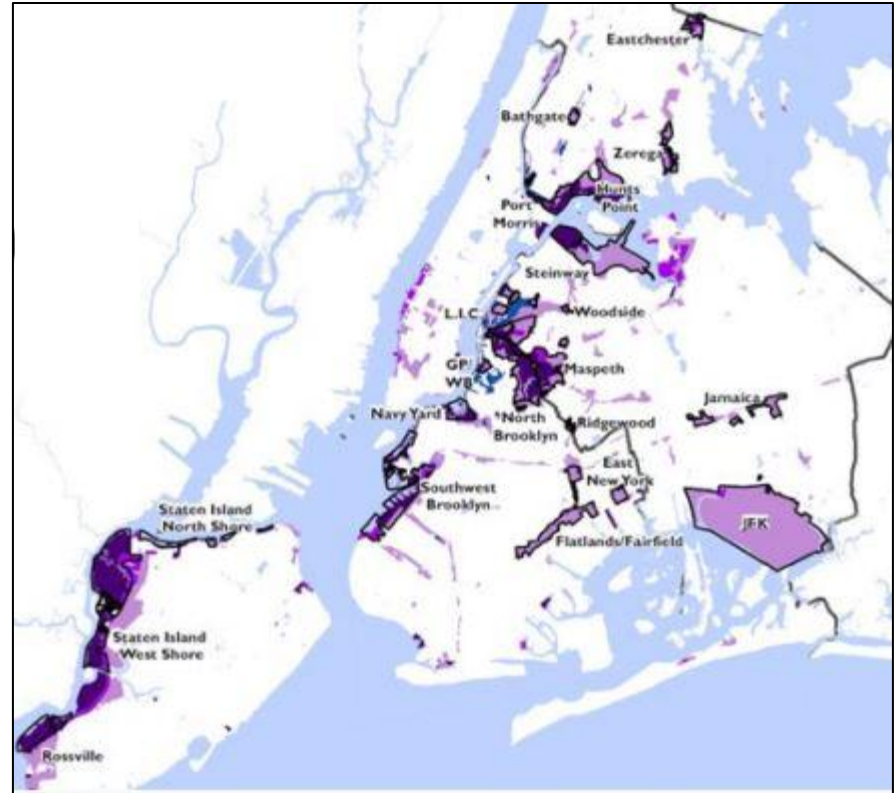 Eastchester
Bathgate
Zerega
Hunts
Point
Port
Morris
Steinway
L.I.C.
Woodside
GP/
WB
Maspeth
Navy Yard
*North
Brooklyn
Ridgewood
Jamaica
East
New York
Southwest
Brooklyn
Staten Island
North Shore
JFK
Flatlands/Fairfield
Staten Island
West Shore
Rossville